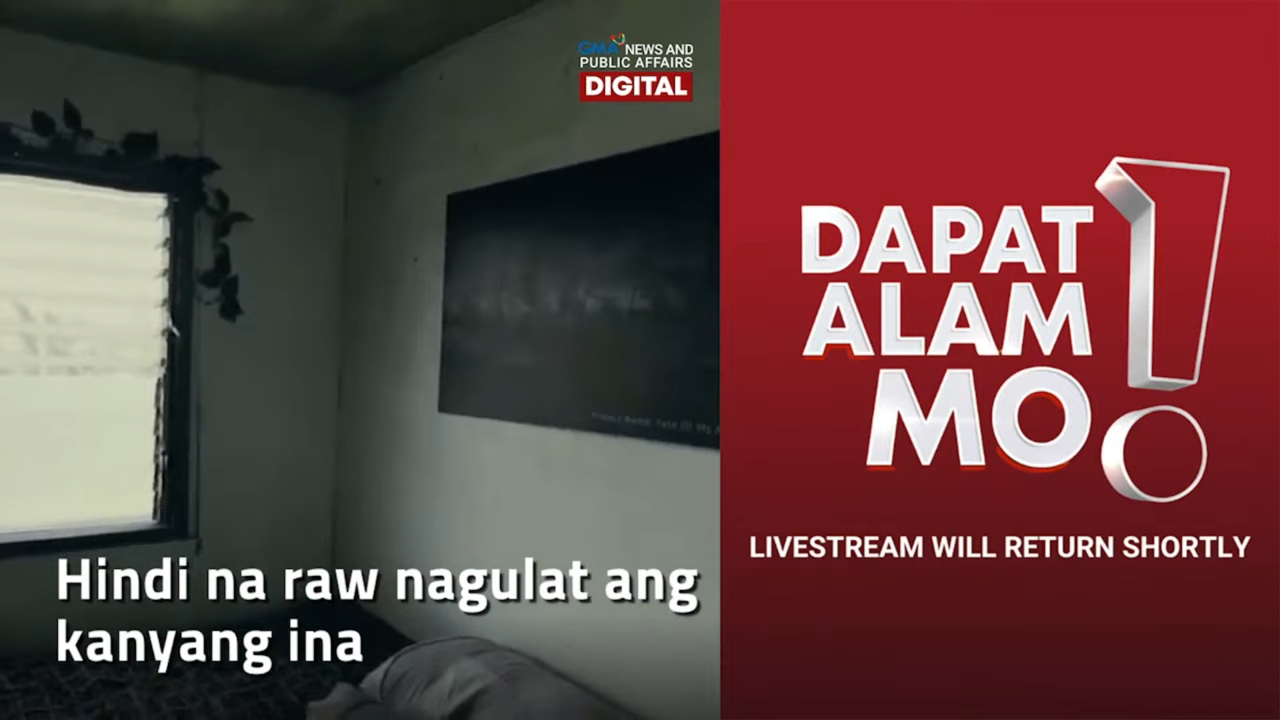 GMA NEWS AND
PUBLIC AFFAIRS
DIGITAL
Hindi na raw nagulat ang
kanyang ina
DAPAT
ALAM
MO!
LIVESTREAM WILL RETURN SHORTLY